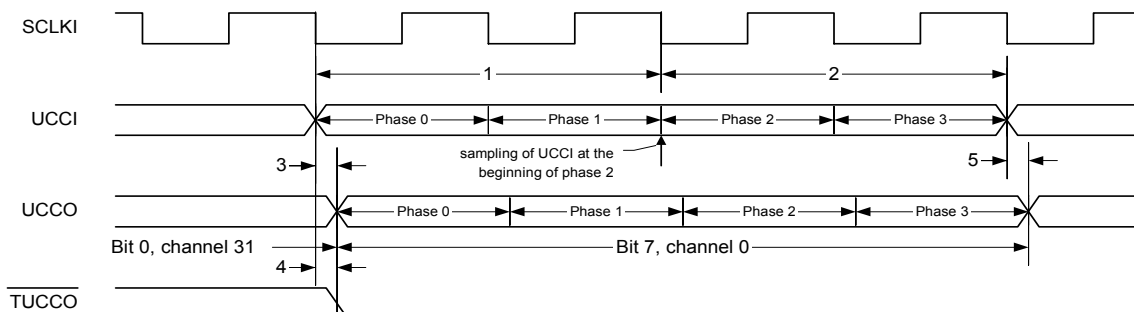 SCLKI
1 2
UCCI Phase 0 Phase 1 Phase 2 Phase 3
sampling of UCCI at the
beginning of phase 2
3 5
UCCO Phase 0 Phase 1 Phase 2 Phase 3
Bit 0, channel 31 Bit 7, channel 0
4
TUCCO